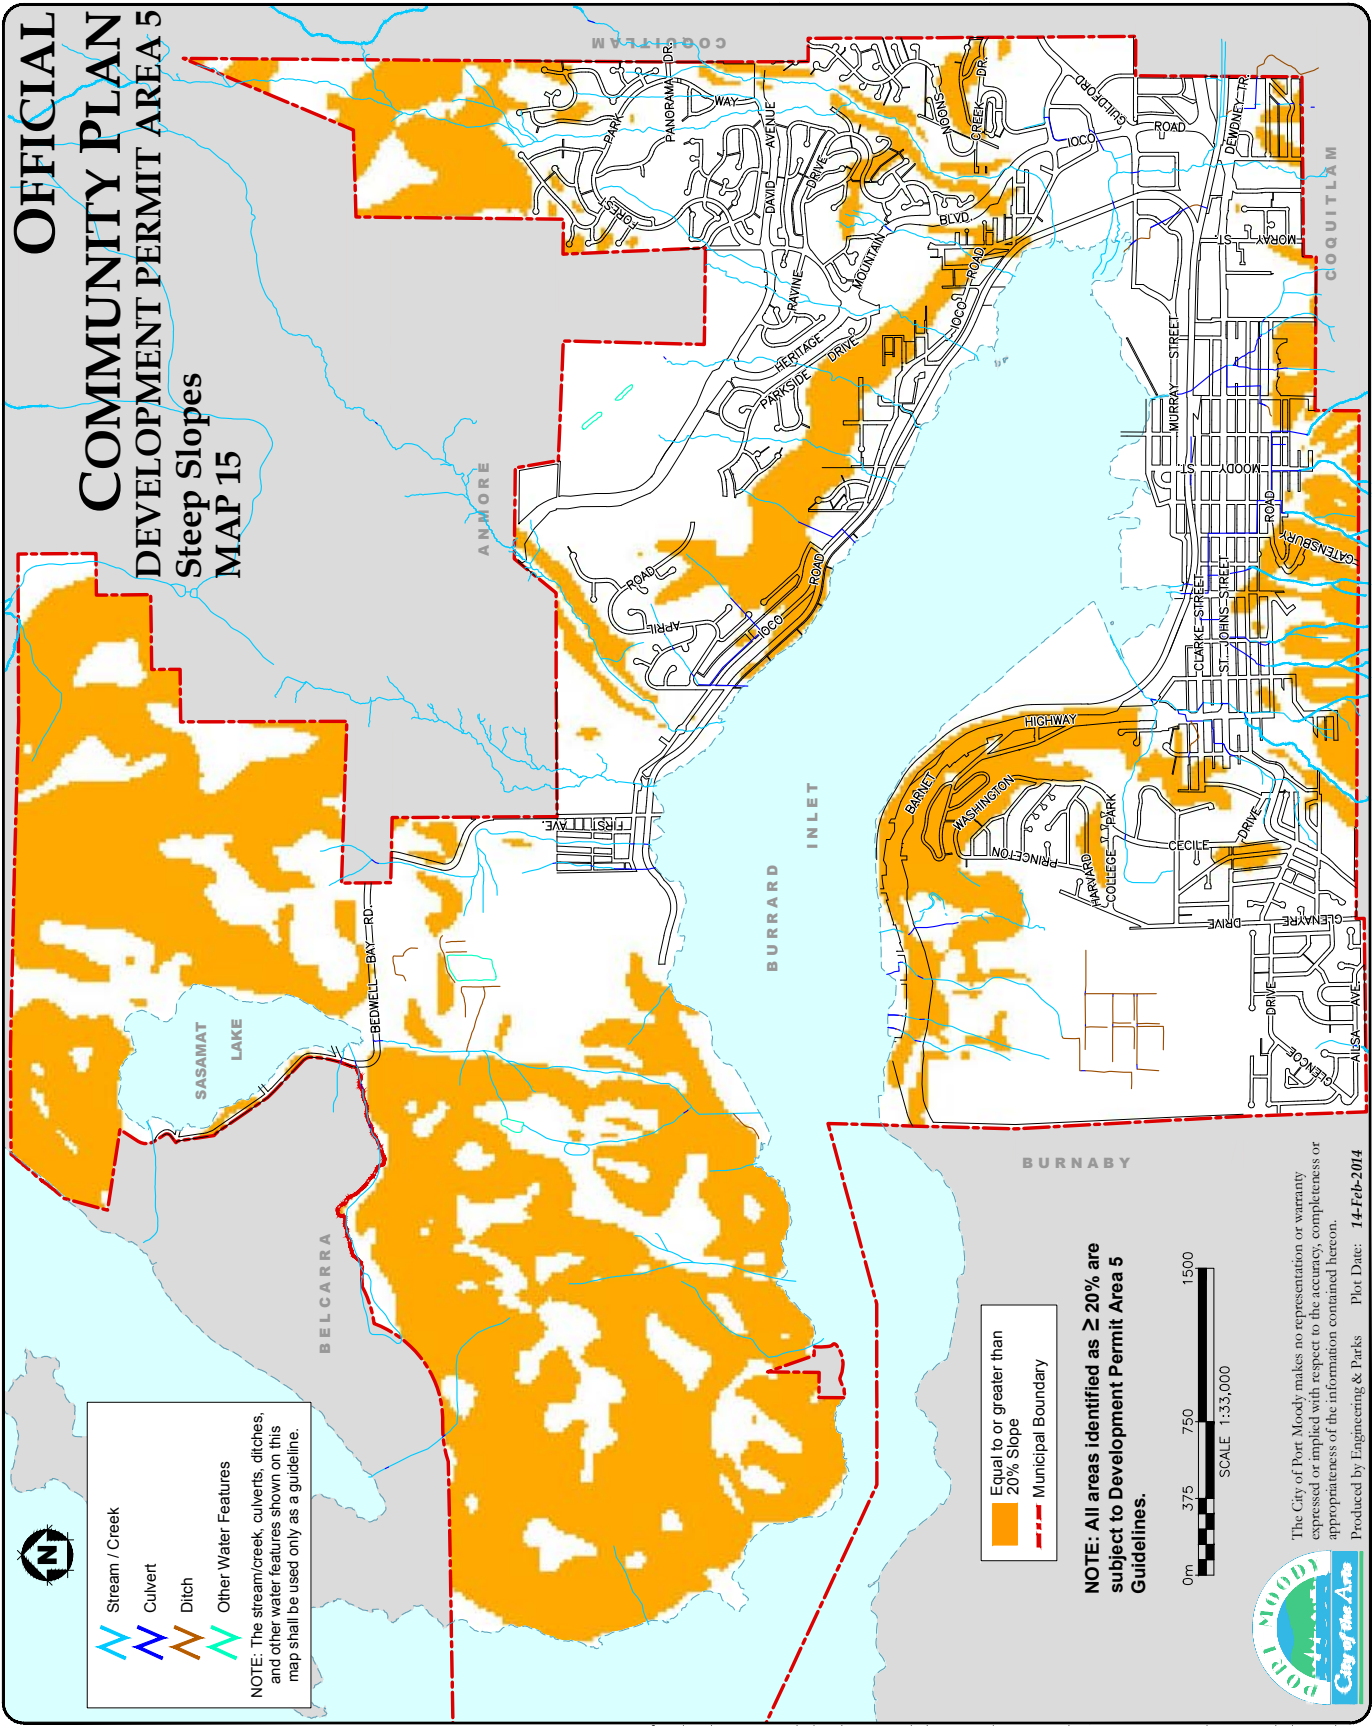 OFFICIAL
COMMUNITY PLAN
DEVELOPMENT PERMIT AREA 5
Steep Slopes
MAP 15
COQUITLAM
COQUITLAM
ANMORE
BELCARRA
BURNABY
SASAMAT
LAKE
BURRARD
INLET
PARK
PANORAMA DR.
WAY
FOREST
DAVID AVENUE
DRIVE
RAVINE
MOUNTAIN
BLVD
HERITAGE
PARKSIDE DRIVE
NOONS
CREEK DR.
GUILDFORD
IOCO
ROAD
DEWDNEY TR.
MORAY ST.
IOCO ROAD
IOCO ROAD
APRIL ROAD
FIRST AVE.
BEDWELL BAY RD.
MURRAY STREET
MOODY ST.
ROAD
GATENSBURY
CLARKE STREET
ST. JOHNS STREET
BARNET
HIGHWAY
WASHINGTON
PRINCETON
HARVARD
COLLEGE PARK
CECILE DRIVE
GLENAYRE DRIVE
GLENCOE
DRIVE
AILSA AVE.
N
Stream / Creek
Culvert
Ditch
Other Water Features
NOTE: The stream/creek, culverts, ditches,
and other water features shown on this
map shall be used only as a guideline.
Equal to or greater than
20% Slope
Municipal Boundary
NOTE: All areas identified as ≥ 20% are
subject to Development Permit Area 5
Guidelines.
0m 375 750 1500
SCALE 1:33,000
The City of Port Moody makes no representation or warranty
expressed or implied with respect to the accuracy, completeness or
appropriateness of the information contained hereon.
Produced by Engineering & Parks Plot Date: 14-Feb-2014
PORT MOODY
City of the Arts